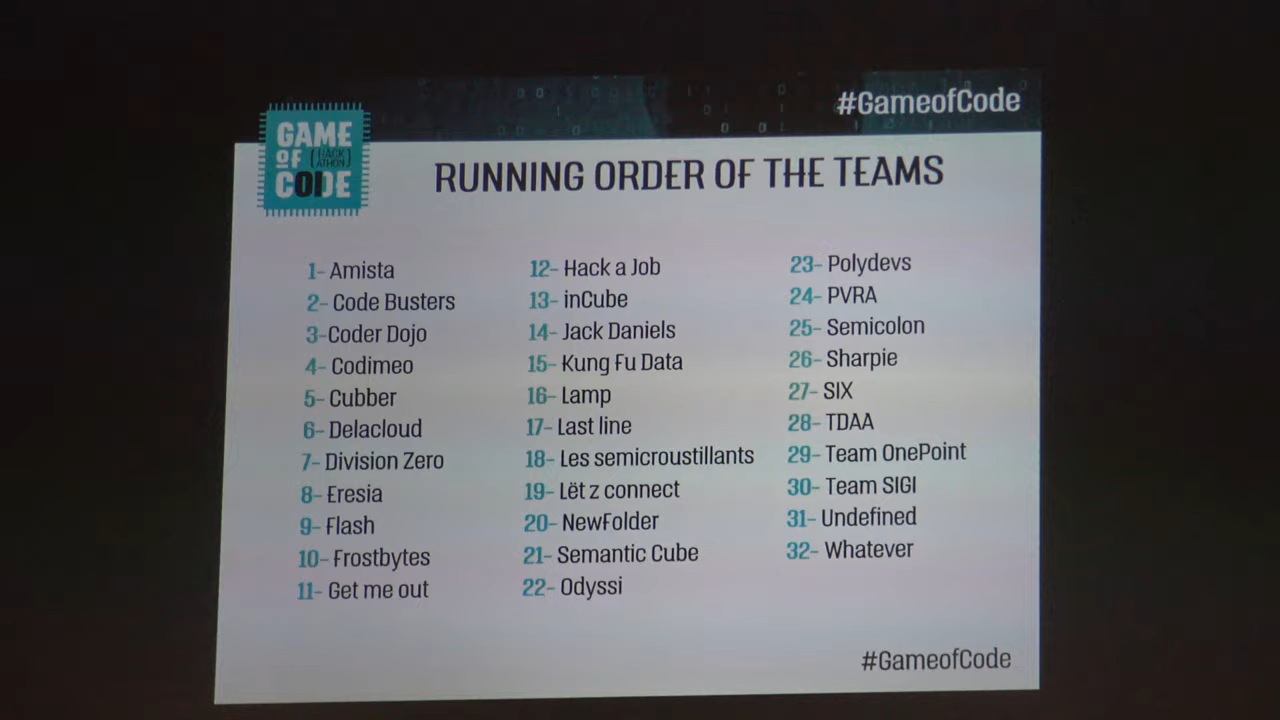 #GameofCode
GAME
OF [HACK
ATHON]
CODE
RUNNING ORDER OF THE TEAMS
1- Amista
2- Code Busters
3- Coder Dojo
4- Codimeo
5- Cubber
6- Delacloud
7- Division Zero
8- Eresia
9- Flash
10- Frostbytes
11- Get me out
12- Hack a Job
13- inCube
14- Jack Daniels
15- Kung Fu Data
16- Lamp
17- Last line
18- Les semicroustillants
19- Lët z connect
20- NewFolder
21- Semantic Cube
22- Odyssi
23- Polydevs
24- PVRA
25- Semicolon
26- Sharpie
27- SIX
28- TDAA
29- Team OnePoint
30- Team SIGI
31- Undefined
32- Whatever
#GameofCode